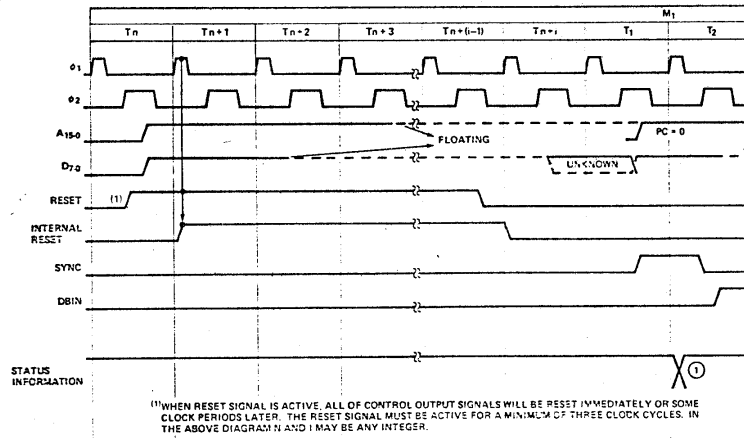 M1
Tn Tn+1 Tn+2 Tn+3 Tn+(i-1) Tn+i T1 T2
φ1
φ2
A15-0
FLOATING
PC = 0
D7-0
UNKNOWN
RESET
(1)
INTERNAL
RESET
SYNC
DBIN
STATUS
INFORMATION
①
(1)WHEN RESET SIGNAL IS ACTIVE, ALL OF CONTROL OUTPUT SIGNALS WILL BE RESET IMMEDIATELY OR SOME
CLOCK PERIODS LATER. THE RESET SIGNAL MUST BE ACTIVE FOR A MINIMUM OF THREE CLOCK CYCLES. IN
THE ABOVE DIAGRAM N AND I MAY BE ANY INTEGER.